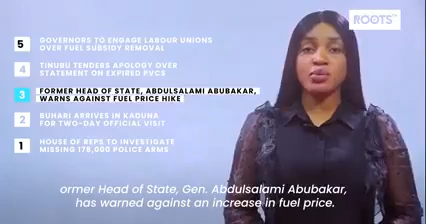 ROOTS
5 GOVERNORS TO ENGAGE LABOUR UNIONS
OVER FUEL SUBSIDY REMOVAL
4 TINUBU TENDERS APOLOGY OVER
STATEMENT ON EXPIRED PVCS
3 FORMER HEAD OF STATE, ABDULSALAMI ABUBAKAR,
WARNS AGAINST FUEL PRICE HIKE
2 BUHARI ARRIVES IN KADUNA
FOR TWO-DAY OFFICIAL VISIT
1 HOUSE OF REPS TO INVESTIGATE
MISSING 178,000 POLICE ARMS
ormer Head of State, Gen. Abdulsalami Abubakar,
has warned against an increase in fuel price.